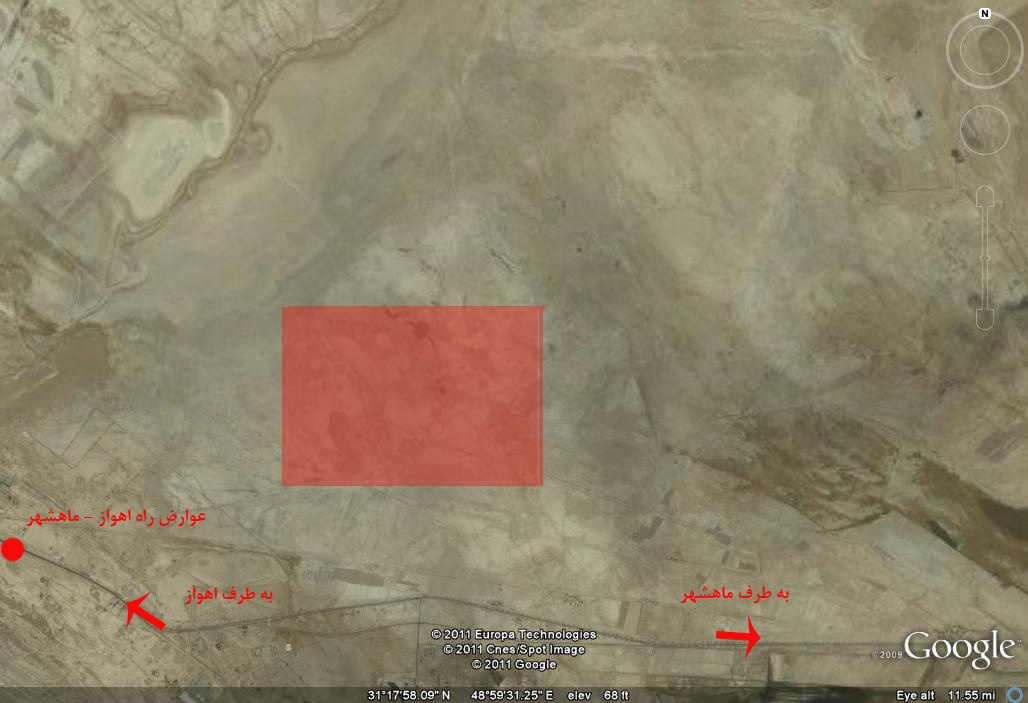 N
عوارض راه اهواز - ماهشهر
به طرف اهواز
به طرف ماهشهر
© 2011 Europa Technologies
© 2011 Cnes/Spot Image
© 2011 Google
©2009 Google
31°17'58.09" N 48°59'31.25" E elev 68 ft
Eye alt 11.55 mi